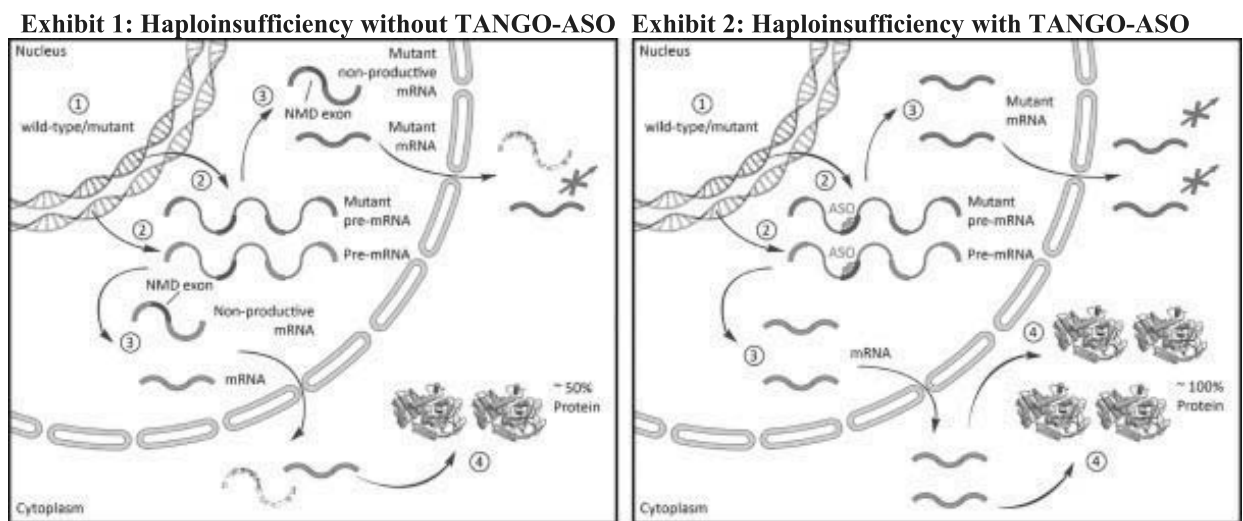 Exhibit 1: Haploinsufficiency without TANGO-ASO
Nucleus
①
wild-type/mutant
③
NMD exon
Mutant
non-productive
mRNA
Mutant
mRNA
②
Mutant
pre-mRNA
②
Pre-mRNA
NMD exon
Non-productive
mRNA
③
mRNA
~ 50%
Protein
④
Cytoplasm
Exhibit 2: Haploinsufficiency with TANGO-ASO
Nucleus
①
wild-type/mutant
③
Mutant
mRNA
②
ASO
Mutant
pre-mRNA
②
ASO
Pre-mRNA
③
mRNA
④
~ 100%
Protein
④
Cytoplasm